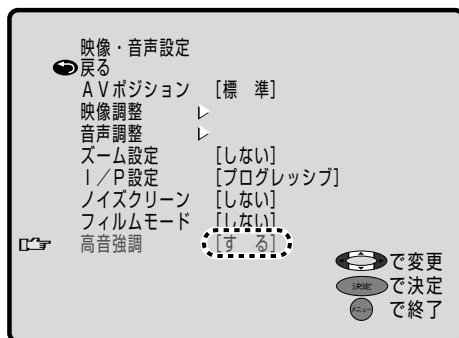 映像・音声設定
戻る
AVポジション [標 準]
映像調整
音声調整
ズーム設定 [しない]
I/P設定 [プログレッシブ]
ノイズクリーン [しない]
フィルムモード [しない]
高音強調 [す る]
で変更
決定 で決定
メニュー で終了